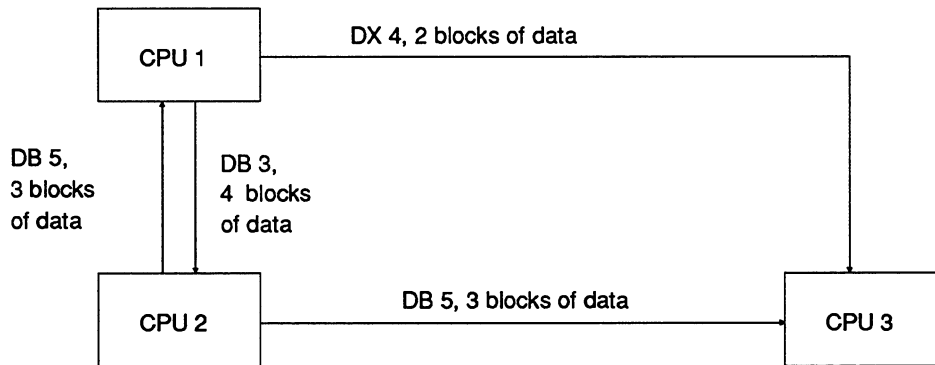 CPU 1
DX 4, 2 blocks of data
DB 5,
3 blocks
of data
DB 3,
4 blocks
of data
CPU 2
DB 5, 3 blocks of data
CPU 3